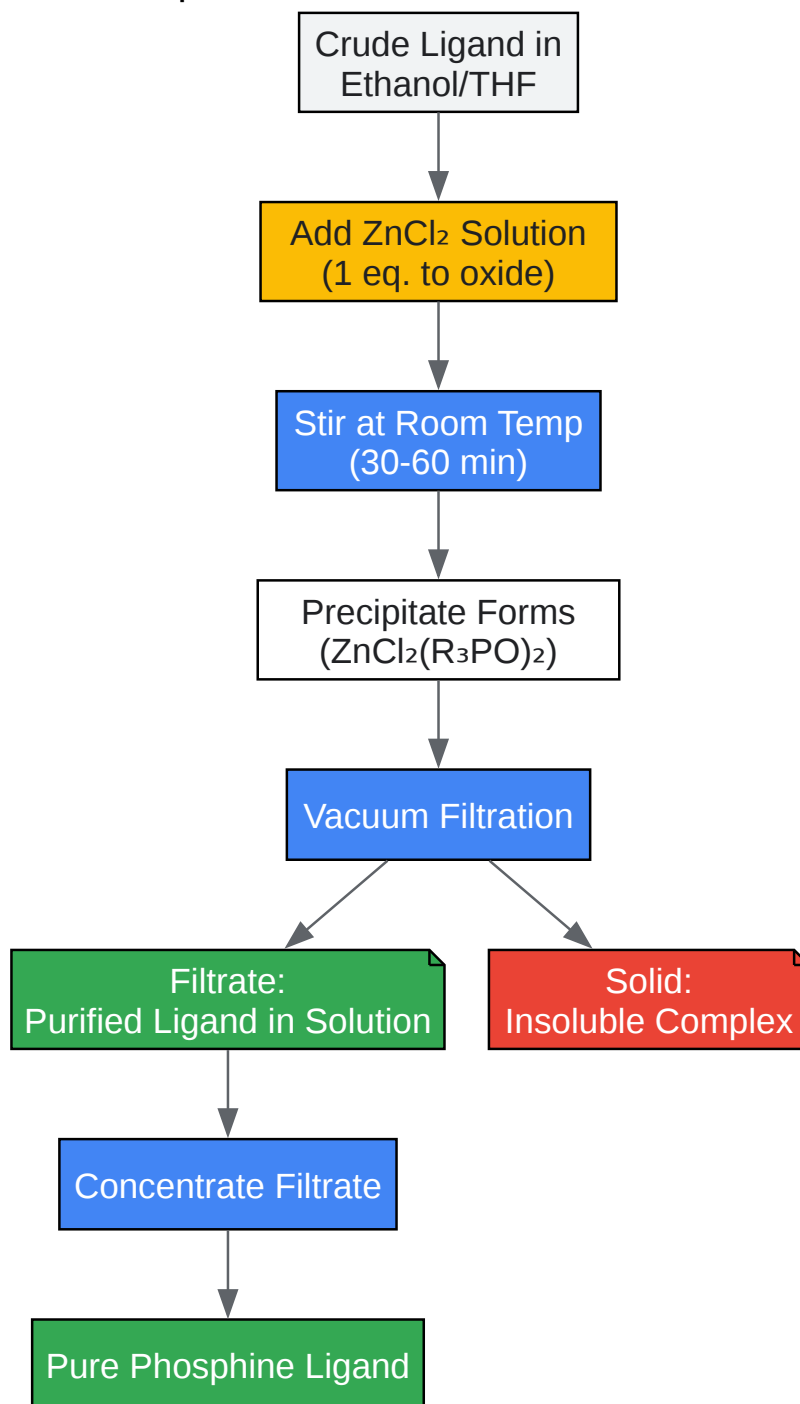 Crude Ligand in
Ethanol/THF
Add ZnCl₂ Solution
(1 eq. to oxide)
Stir at Room Temp
(30-60 min)
Precipitate Forms
(ZnCl₂(R₃PO)₂)
Vacuum Filtration
Filtrate:
Purified Ligand in Solution
Solid:
Insoluble Complex
Concentrate Filtrate
Pure Phosphine Ligand